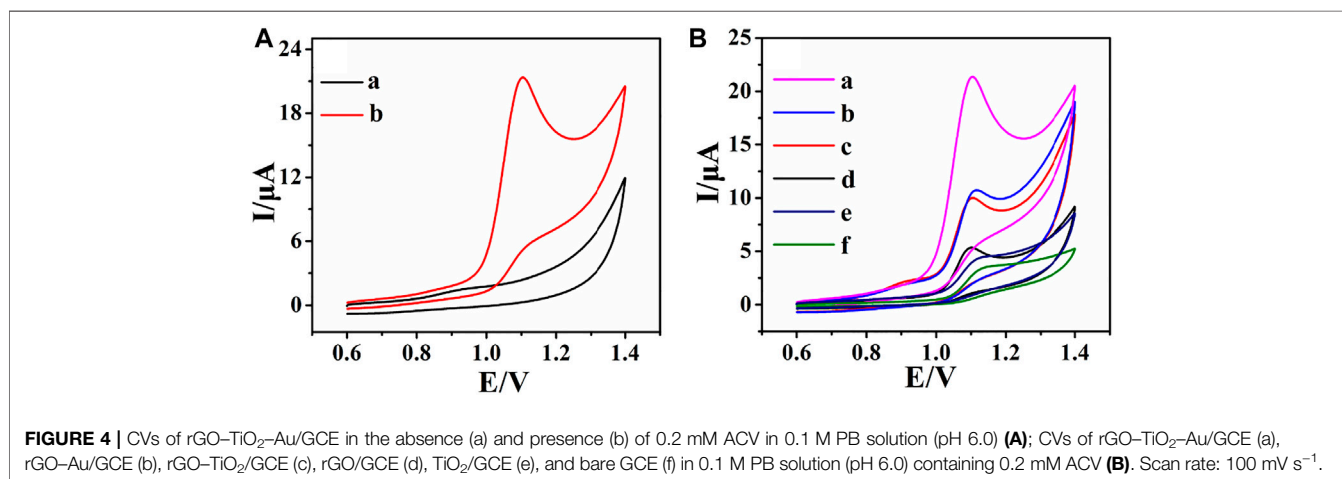 A
24
18
12
6
0
I/μA
a
b
0.6 0.8 1.0 1.2 1.4
E/V
B
25
20
15
10
5
0
I/μA
a
b
c
d
e
f
0.6 0.8 1.0 1.2 1.4
E/V
FIGURE 4 | CVs of rGO–TiO₂–Au/GCE in the absence (a) and presence (b) of 0.2 mM ACV in 0.1 M PB solution (pH 6.0) (A); CVs of rGO–TiO₂–Au/GCE (a),
rGO–Au/GCE (b), rGO–TiO₂/GCE (c), rGO/GCE (d), TiO₂/GCE (e), and bare GCE (f) in 0.1 M PB solution (pH 6.0) containing 0.2 mM ACV (B). Scan rate: 100 mV s⁻¹.